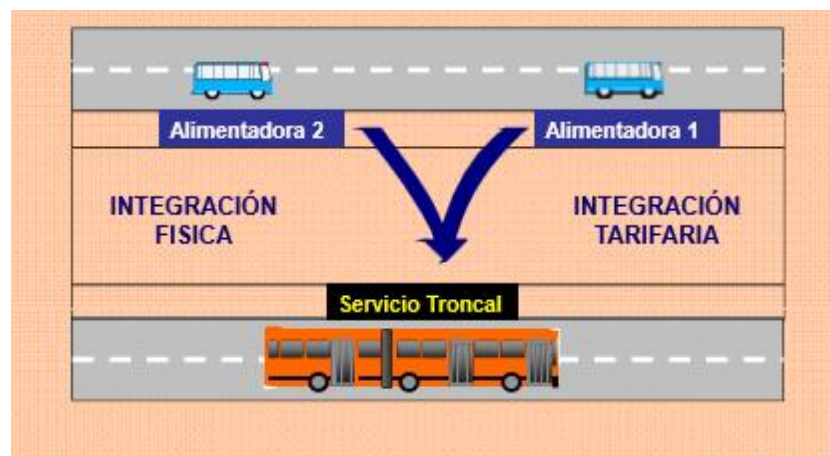 Alimentadora 2
Alimentadora 1
INTEGRACIÓN
FISICA
INTEGRACIÓN
TARIFARIA
Servicio Troncal